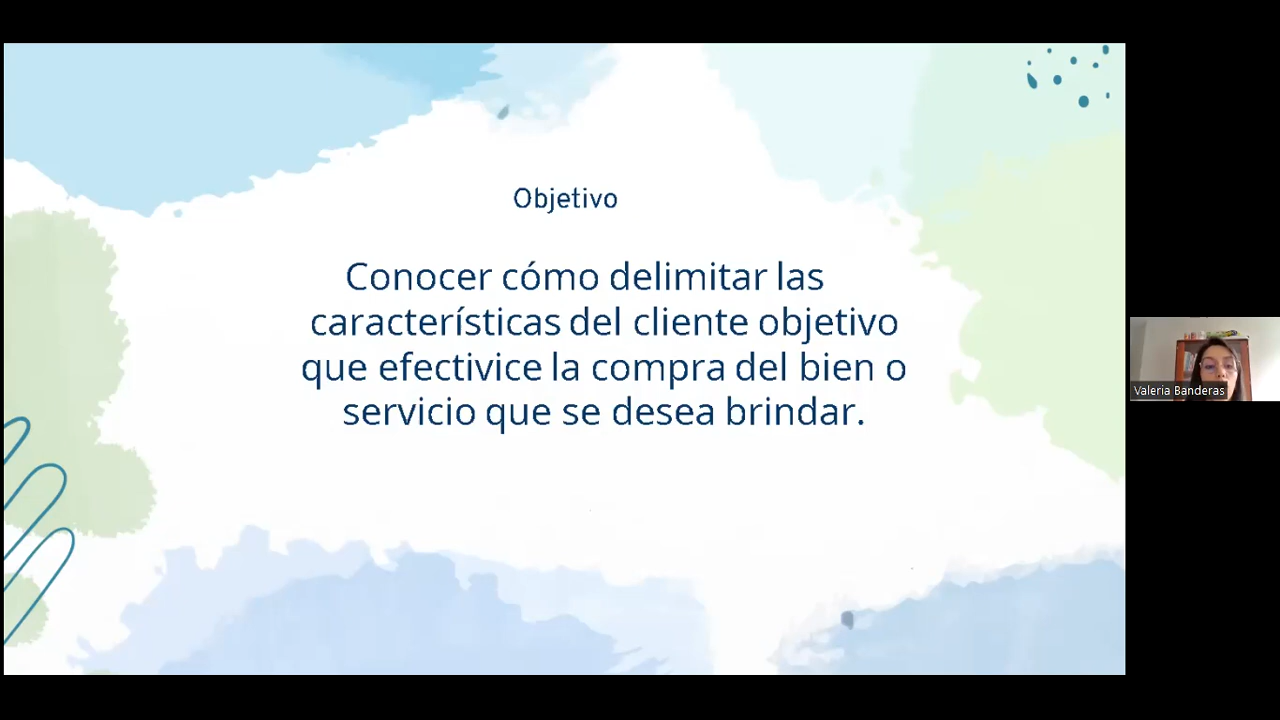 Objetivo
Conocer cómo delimitar las
características del cliente objetivo
que efectivice la compra del bien o
servicio que se desea brindar.
Valeria Banderas